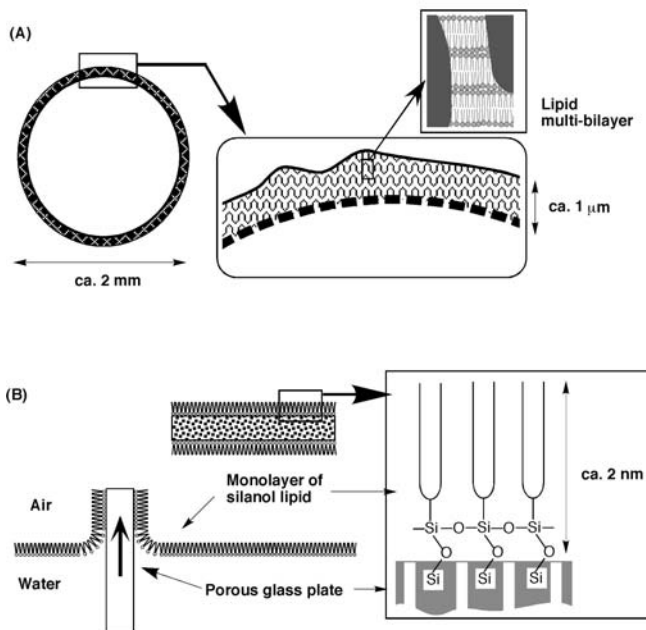 (A)
Lipid
multi-bilayer
ca. 1 μm
ca. 2 mm
(B)
Air
Water
Monolayer of
silanol lipid
Porous glass plate
ca. 2 nm
Si O Si O Si
O O O
Si Si Si